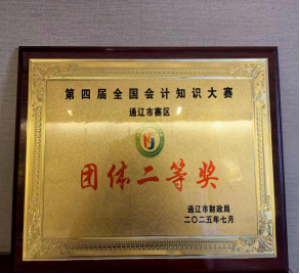 第四届全国会计知识大赛
通辽市赛区
团体二等奖
通辽市财政局
二〇二五年七月